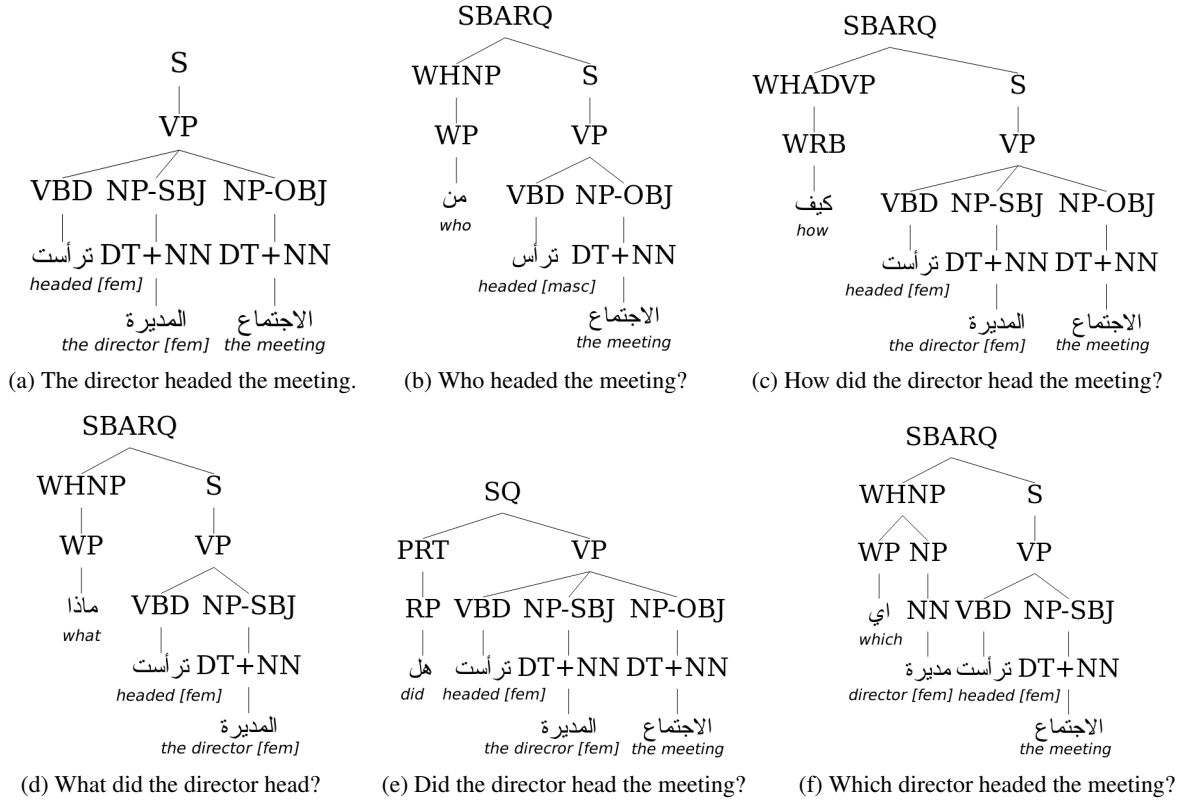 S
VP
VBD NP-SBJ NP-OBJ
ترأست DT+NN DT+NN
headed [fem]
المديرة الاجتماع
the director [fem] the meeting
(a) The director headed the meeting.
SBARQ
WHNP S
WP VP
من VBD NP-OBJ
who
ترأس DT+NN
headed [masc]
الاجتماع
the meeting
(b) Who headed the meeting?
SBARQ
WHADVP S
WRB VP
كيف VBD NP-SBJ NP-OBJ
how
ترأست DT+NN DT+NN
headed [fem]
المديرة الاجتماع
the director [fem] the meeting
(c) How did the director head the meeting?
SBARQ
WHNP S
WP VP
ماذا VBD NP-SBJ
what
ترأست DT+NN
headed [fem]
المديرة
the director [fem]
(d) What did the director head?
SQ
PRT VP
RP VBD NP-SBJ NP-OBJ
هل ترأست DT+NN DT+NN
did headed [fem]
المديرة الاجتماع
the direcror [fem] the meeting
(e) Did the director head the meeting?
SBARQ
WHNP S
WP NP VP
اي NN VBD NP-SBJ
which
مديرة ترأست DT+NN
director [fem] headed [fem]
الاجتماع
the meeting
(f) Which director headed the meeting?